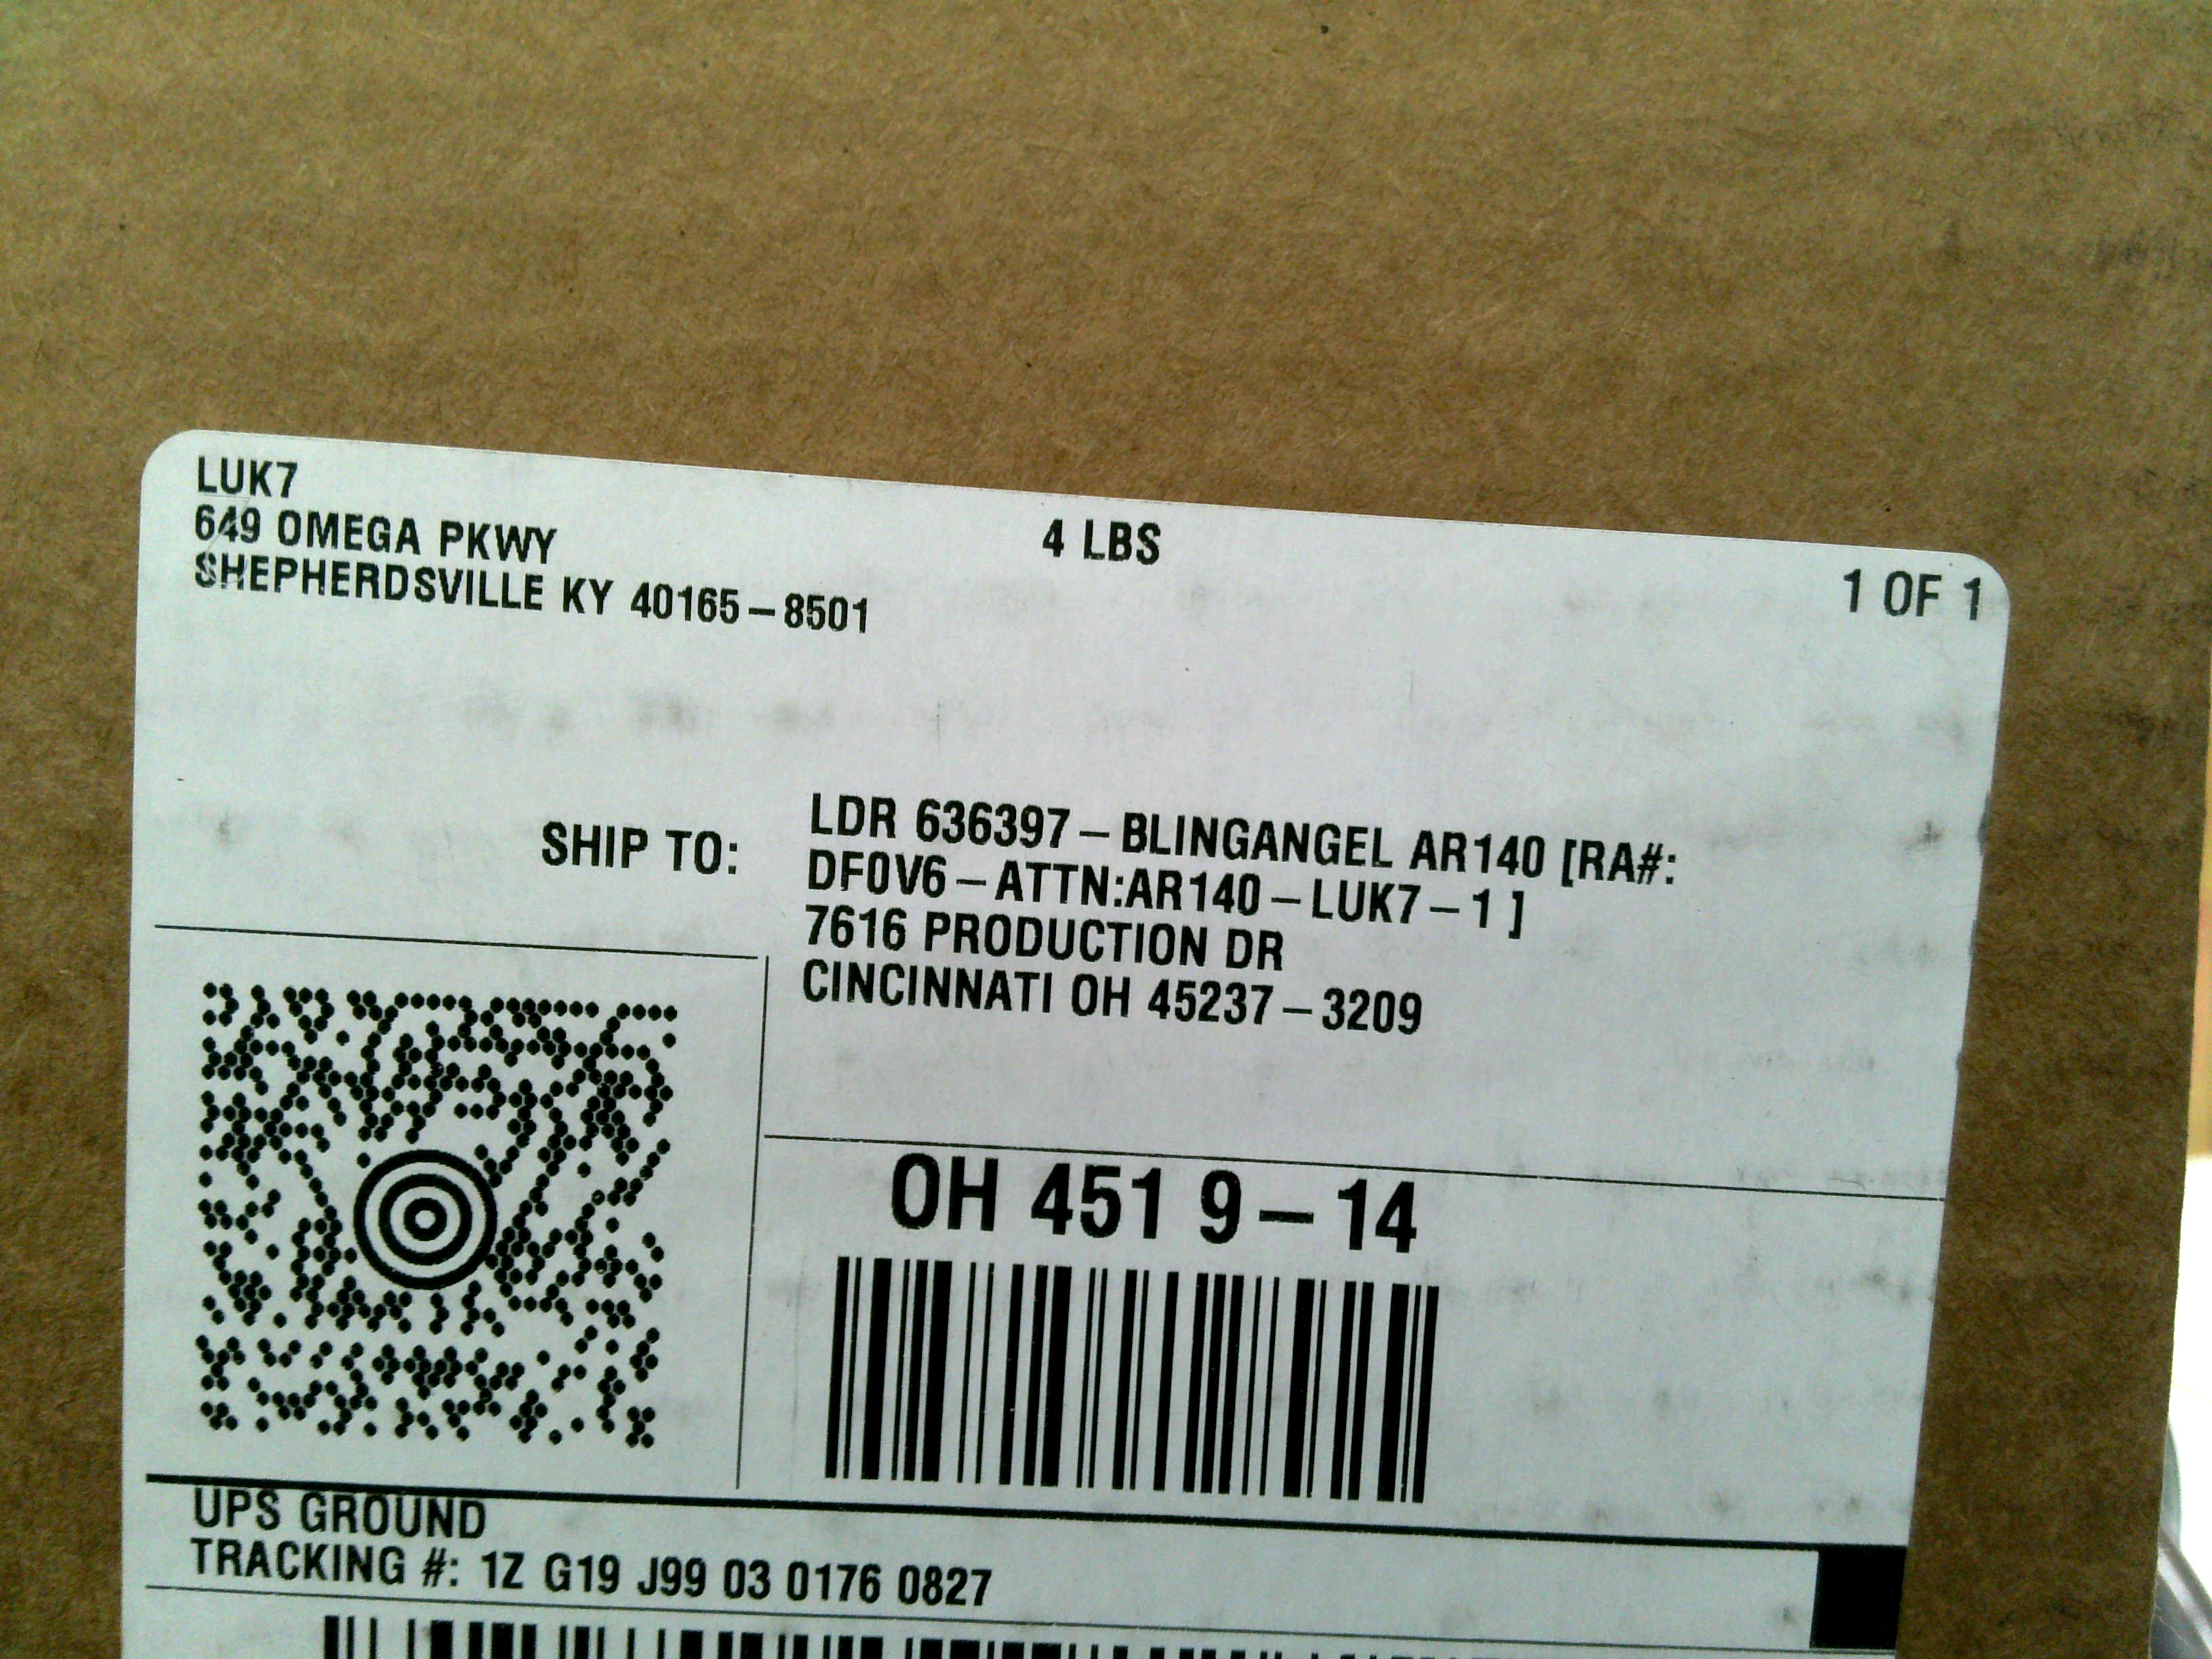 LUK7
649 OMEGA PKWY
SHEPHERDSVILLE KY 40165-8501
4 LBS
1 OF 1
SHIP TO:
LDR 636397-BLINGANGEL AR140 [RA#:
DF0V6-ATTN:AR140-LUK7-1 ]
7616 PRODUCTION DR
CINCINNATI OH 45237-3209
OH 451 9-14
UPS GROUND
TRACKING #: 1Z G19 J99 03 0176 0827